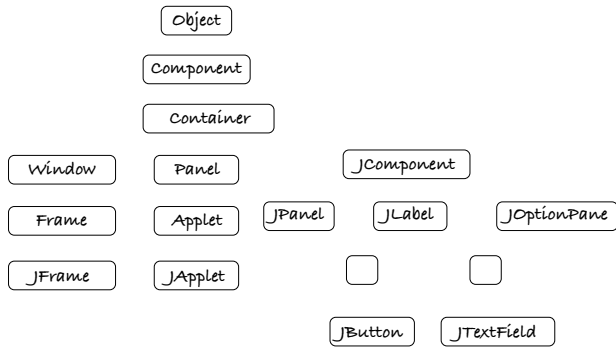 Object
Component
Container
Window Panel JComponent
Frame Applet JPanel JLabel JOptionPane
JFrame JApplet
JButton JTextField